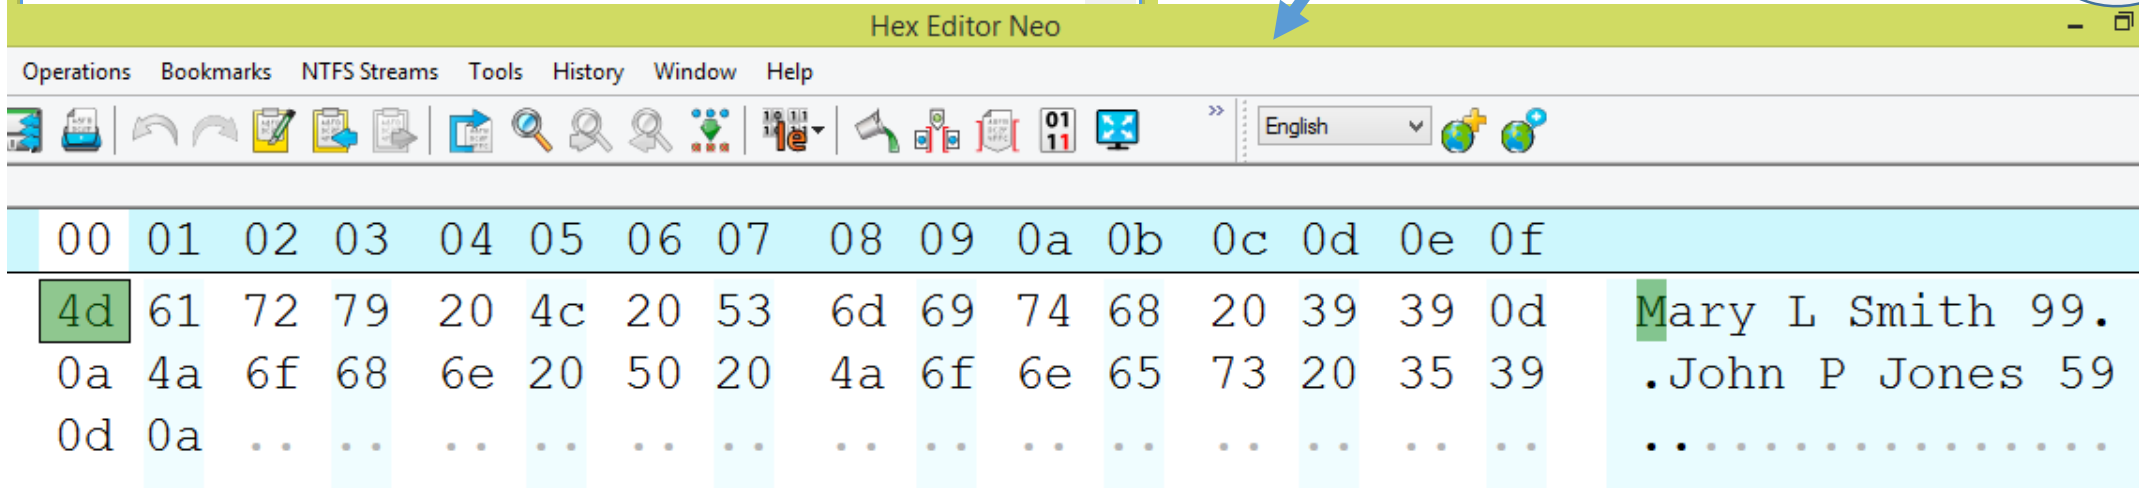 Hex Editor Neo
Operations Bookmarks NTFS Streams Tools History Window Help
English
00 01 02 03 04 05 06 07 08 09 0a 0b 0c 0d 0e 0f
4d 61 72 79 20 4c 20 53 6d 69 74 68 20 39 39 0d Mary L Smith 99.
0a 4a 6f 68 6e 20 50 20 4a 6f 6e 65 73 20 35 39 .John P Jones 59
0d 0a .. .. .. .. .. .. .. .. .. .. .. .. .. .. ................